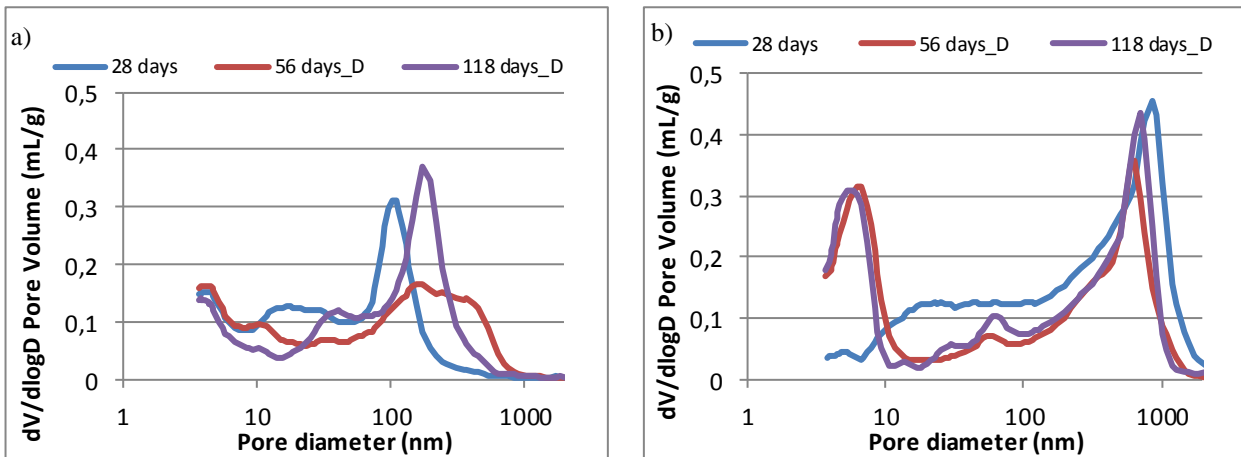 a)
28 days 56 days_D 118 days_D
0,5
0,4
0,3
0,2
0,1
0
dV/dlogD Pore Volume (mL/g)
1 10 100 1000
Pore diameter (nm)
b)
28 days 56 days_D 118 days_D
0,5
0,4
0,3
0,2
0,1
0
dV/dlogD Pore Volume (mL/g)
1 10 100 1000
Pore diameter (nm)